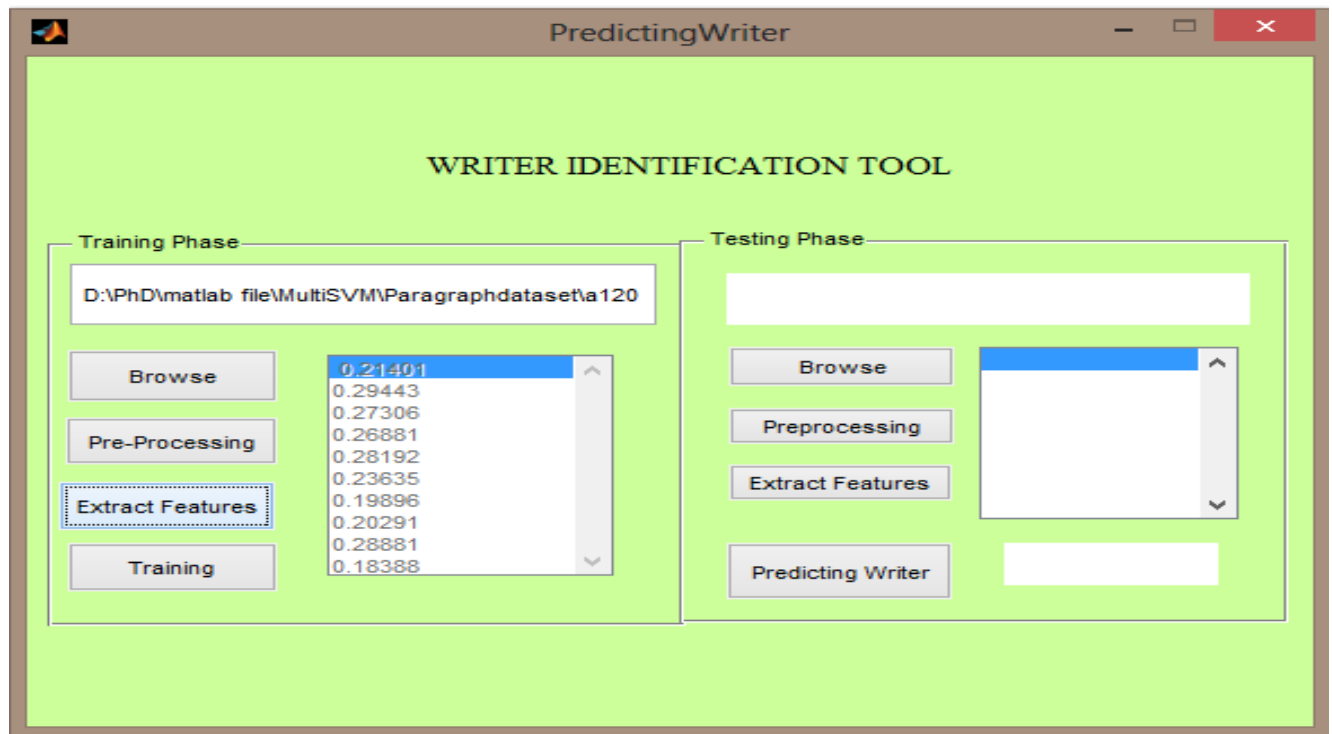 PredictingWriter
WRITER IDENTIFICATION TOOL
Training Phase
D:\PhD\matlab file\MultiSVM\Paragraphdataset\a120
Browse
Pre-Processing
Extract Features
Training
0.21401
0.29443
0.27306
0.26881
0.28192
0.23635
0.19896
0.20291
0.28881
0.18388
Testing Phase
Browse
Preprocessing
Extract Features
Predicting Writer